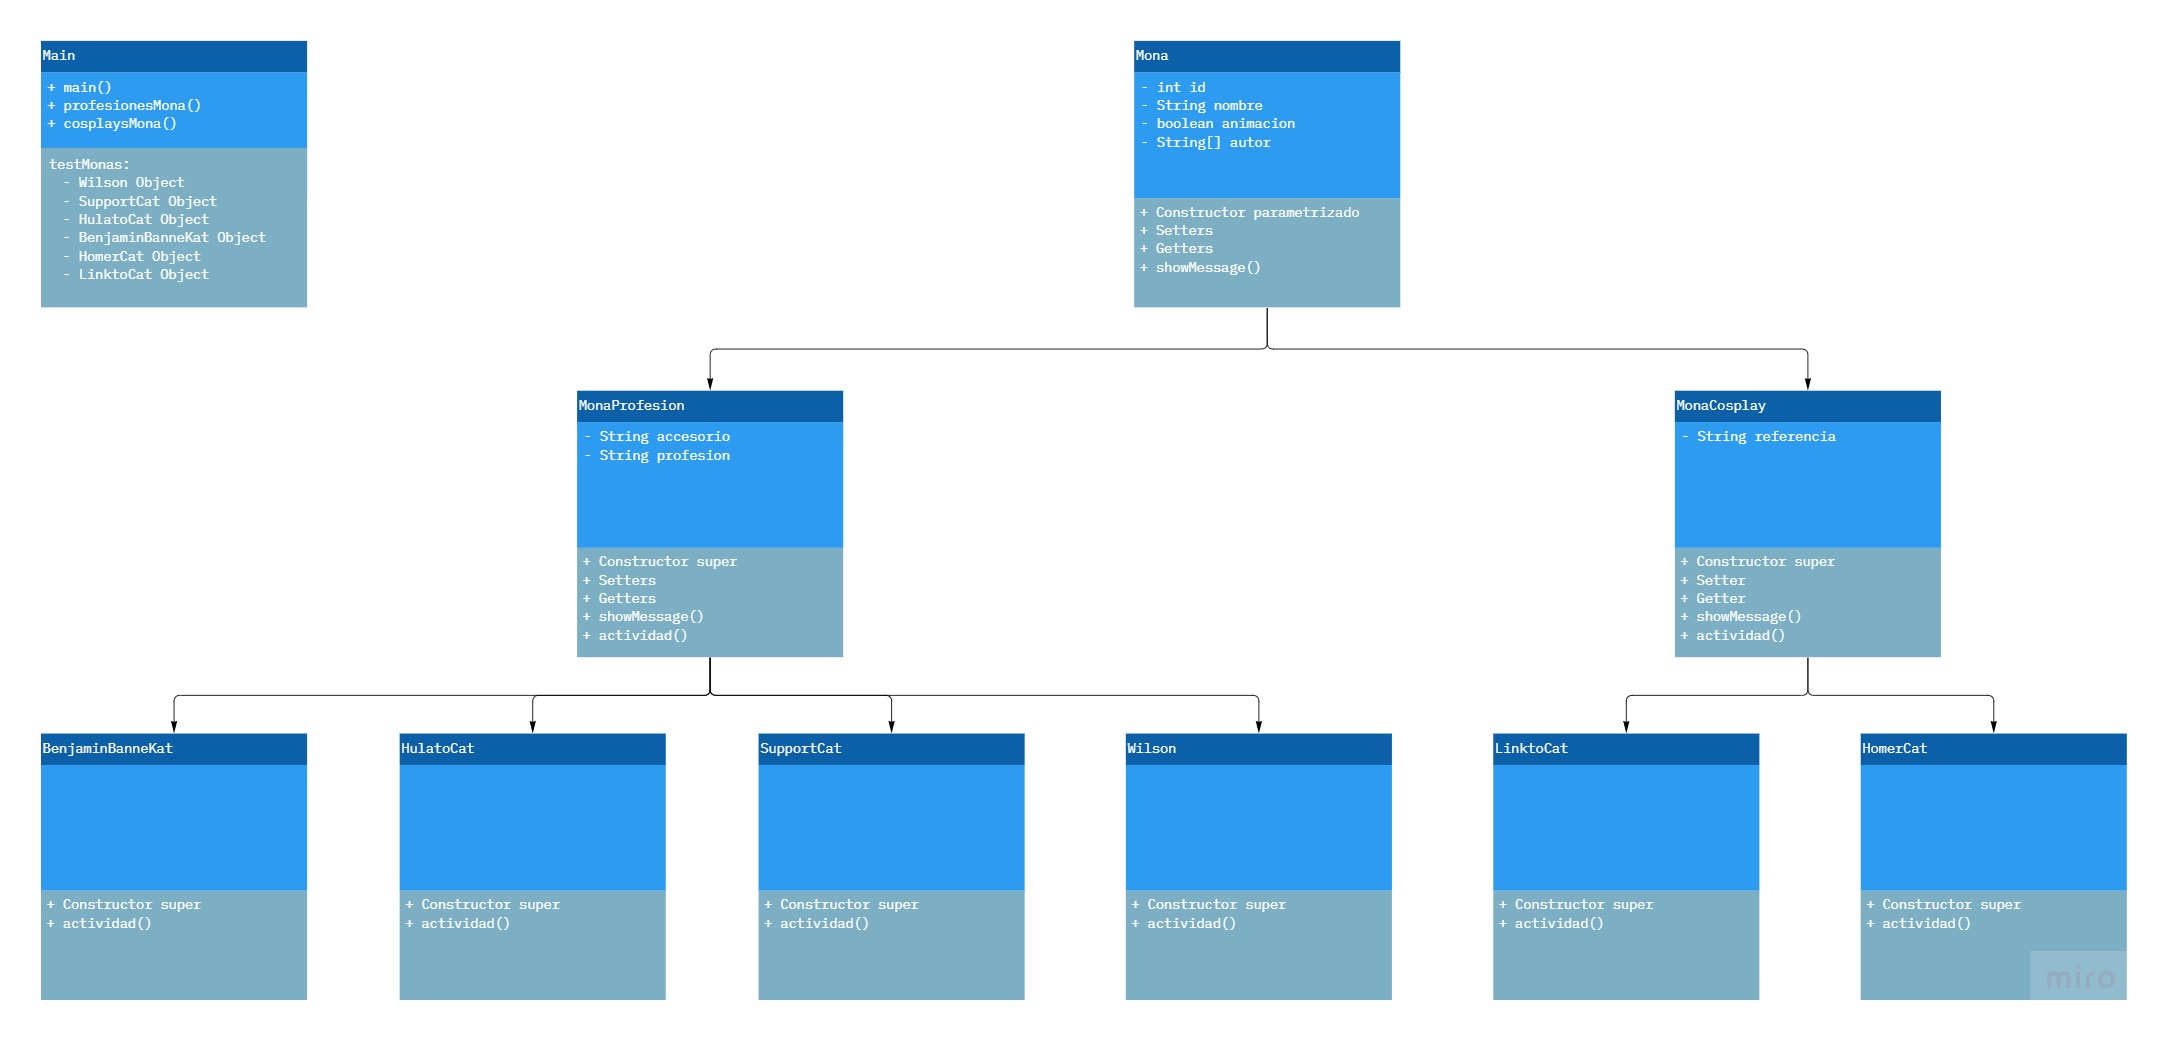 Main
+ main()
+ profesionesMona()
+ cosplaysMona()
testMonas:
- Wilson Object
- SupportCat Object
- HulatoCat Object
- BenjaminBanneKat Object
- HomerCat Object
- LinktoCat Object
Mona
- int id
- String nombre
- boolean animacion
- String[] autor
+ Constructor parametrizado
+ Setters
+ Getters
+ showMessage()
MonaProfesion
- String accesorio
- String profesion
+ Constructor super
+ Setters
+ Getters
+ showMessage()
+ actividad()
MonaCosplay
- String referencia
+ Constructor super
+ Setter
+ Getter
+ showMessage()
+ actividad()
BenjaminBanneKat
+ Constructor super
+ actividad()
HulatoCat
+ Constructor super
+ actividad()
SupportCat
+ Constructor super
+ actividad()
Wilson
+ Constructor super
+ actividad()
LinktoCat
+ Constructor super
+ actividad()
HomerCat
+ Constructor super
+ actividad()
miro